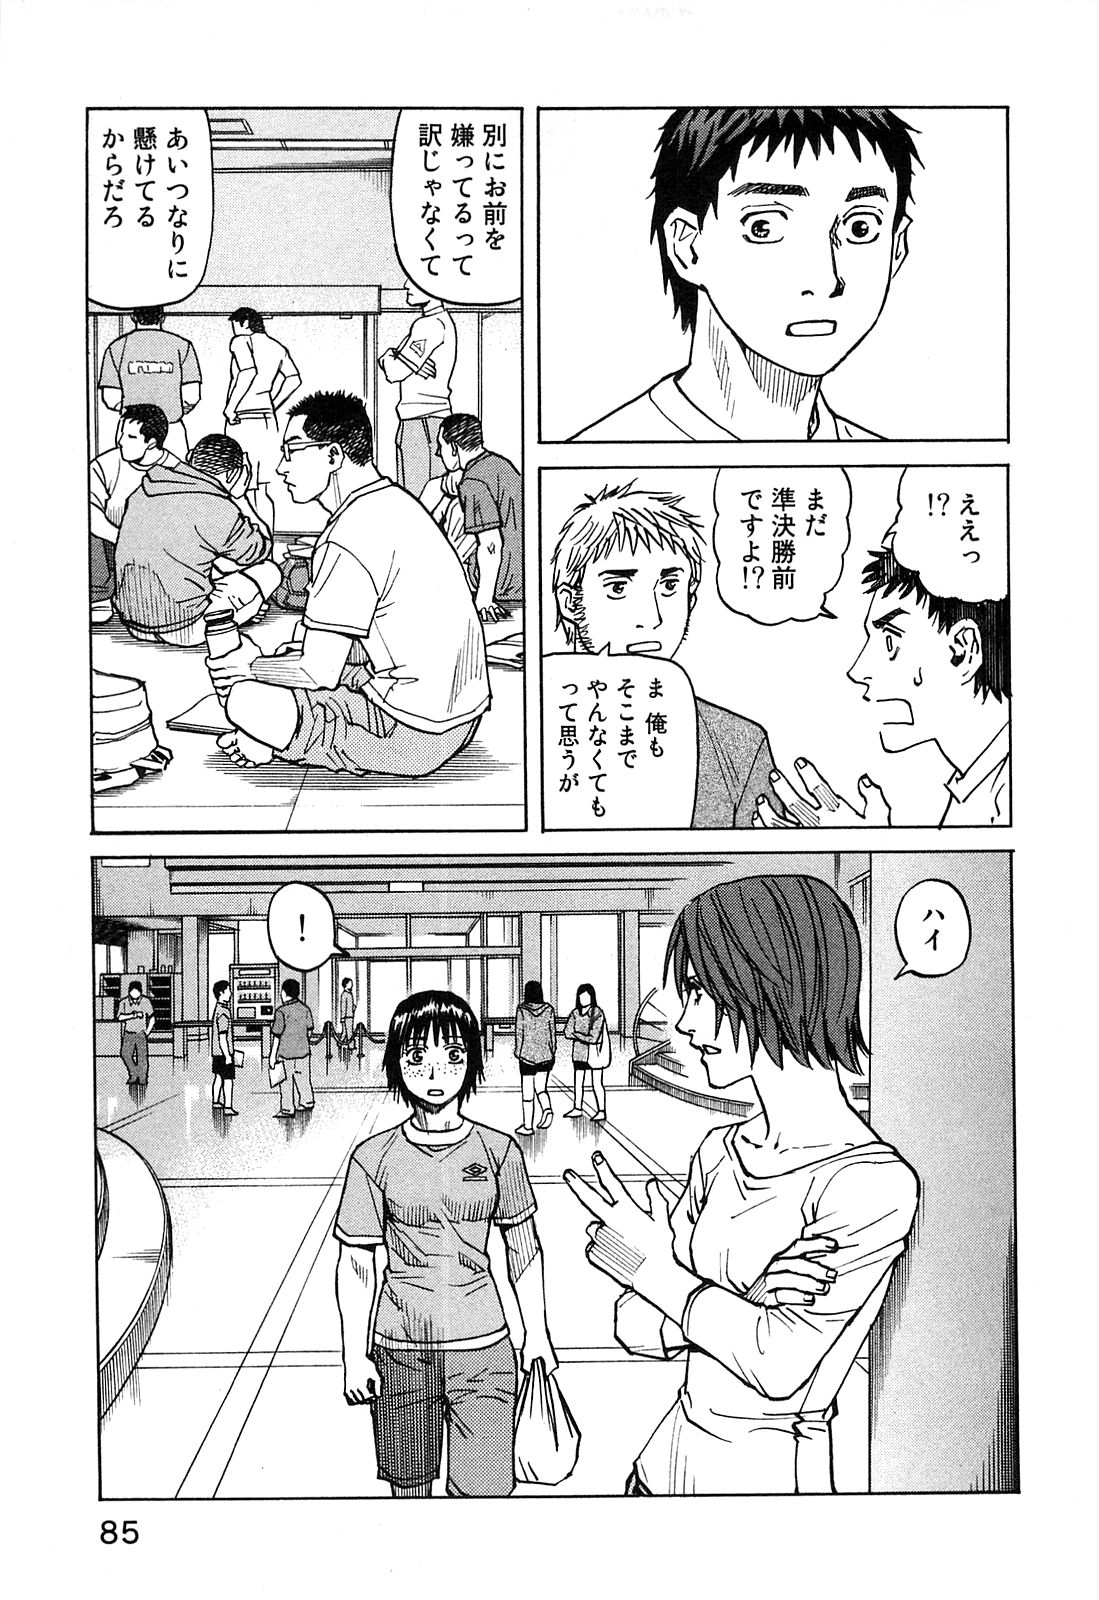 ええっ
!?
まだ
準決勝前
ですよ!?
ま 俺も
そこまで
やんなくても
って思うが
別にお前を
嫌ってるって
訳じゃなくて
あいつなりに
懸けてる
からだろ
ハイ
!
85